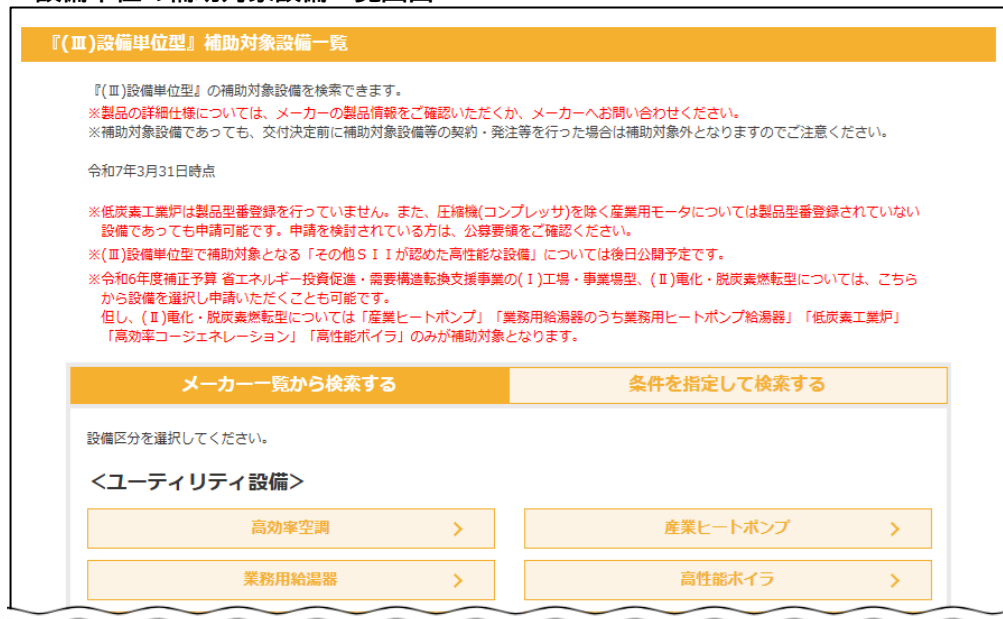 『(Ⅲ)設備単位型』補助対象設備一覧
『(Ⅲ)設備単位型』の補助対象設備を検索できます。
※製品の詳細仕様については、メーカーの製品情報をご確認いただくか、メーカーへお問い合わせください。
※補助対象設備であっても、交付決定前に補助対象設備等の契約・発注等を行った場合は補助対象外となりますのでご注意ください。
令和7年3月31日時点
※低炭素工業炉は製品型番登録を行っていません。また、圧縮機(コンプレッサ)を除く産業用モータについては製品型番登録されていない
設備であっても申請可能です。申請を検討されている方は、公募要領をご確認ください。
※(Ⅲ)設備単位型で補助対象となる「その他SIIが認めた高性能な設備」については後日公開予定です。
※令和6年度補正予算 省エネルギー投資促進・需要構造転換支援事業の(Ⅰ)工場・事業場型、(Ⅱ)電化・脱炭素燃転型については、こちら
から設備を選択し申請いただくことも可能です。
但し、(Ⅱ)電化・脱炭素燃転型については「産業ヒートポンプ」「業務用給湯器のうち業務用ヒートポンプ給湯器」「低炭素工業炉」
「高効率コージェネレーション」「高性能ボイラ」のみが補助対象となります。
メーカー一覧から検索する
条件を指定して検索する
設備区分を選択してください。
<ユーティリティ設備>
高効率空調
産業ヒートポンプ
業務用給湯器
高性能ボイラ